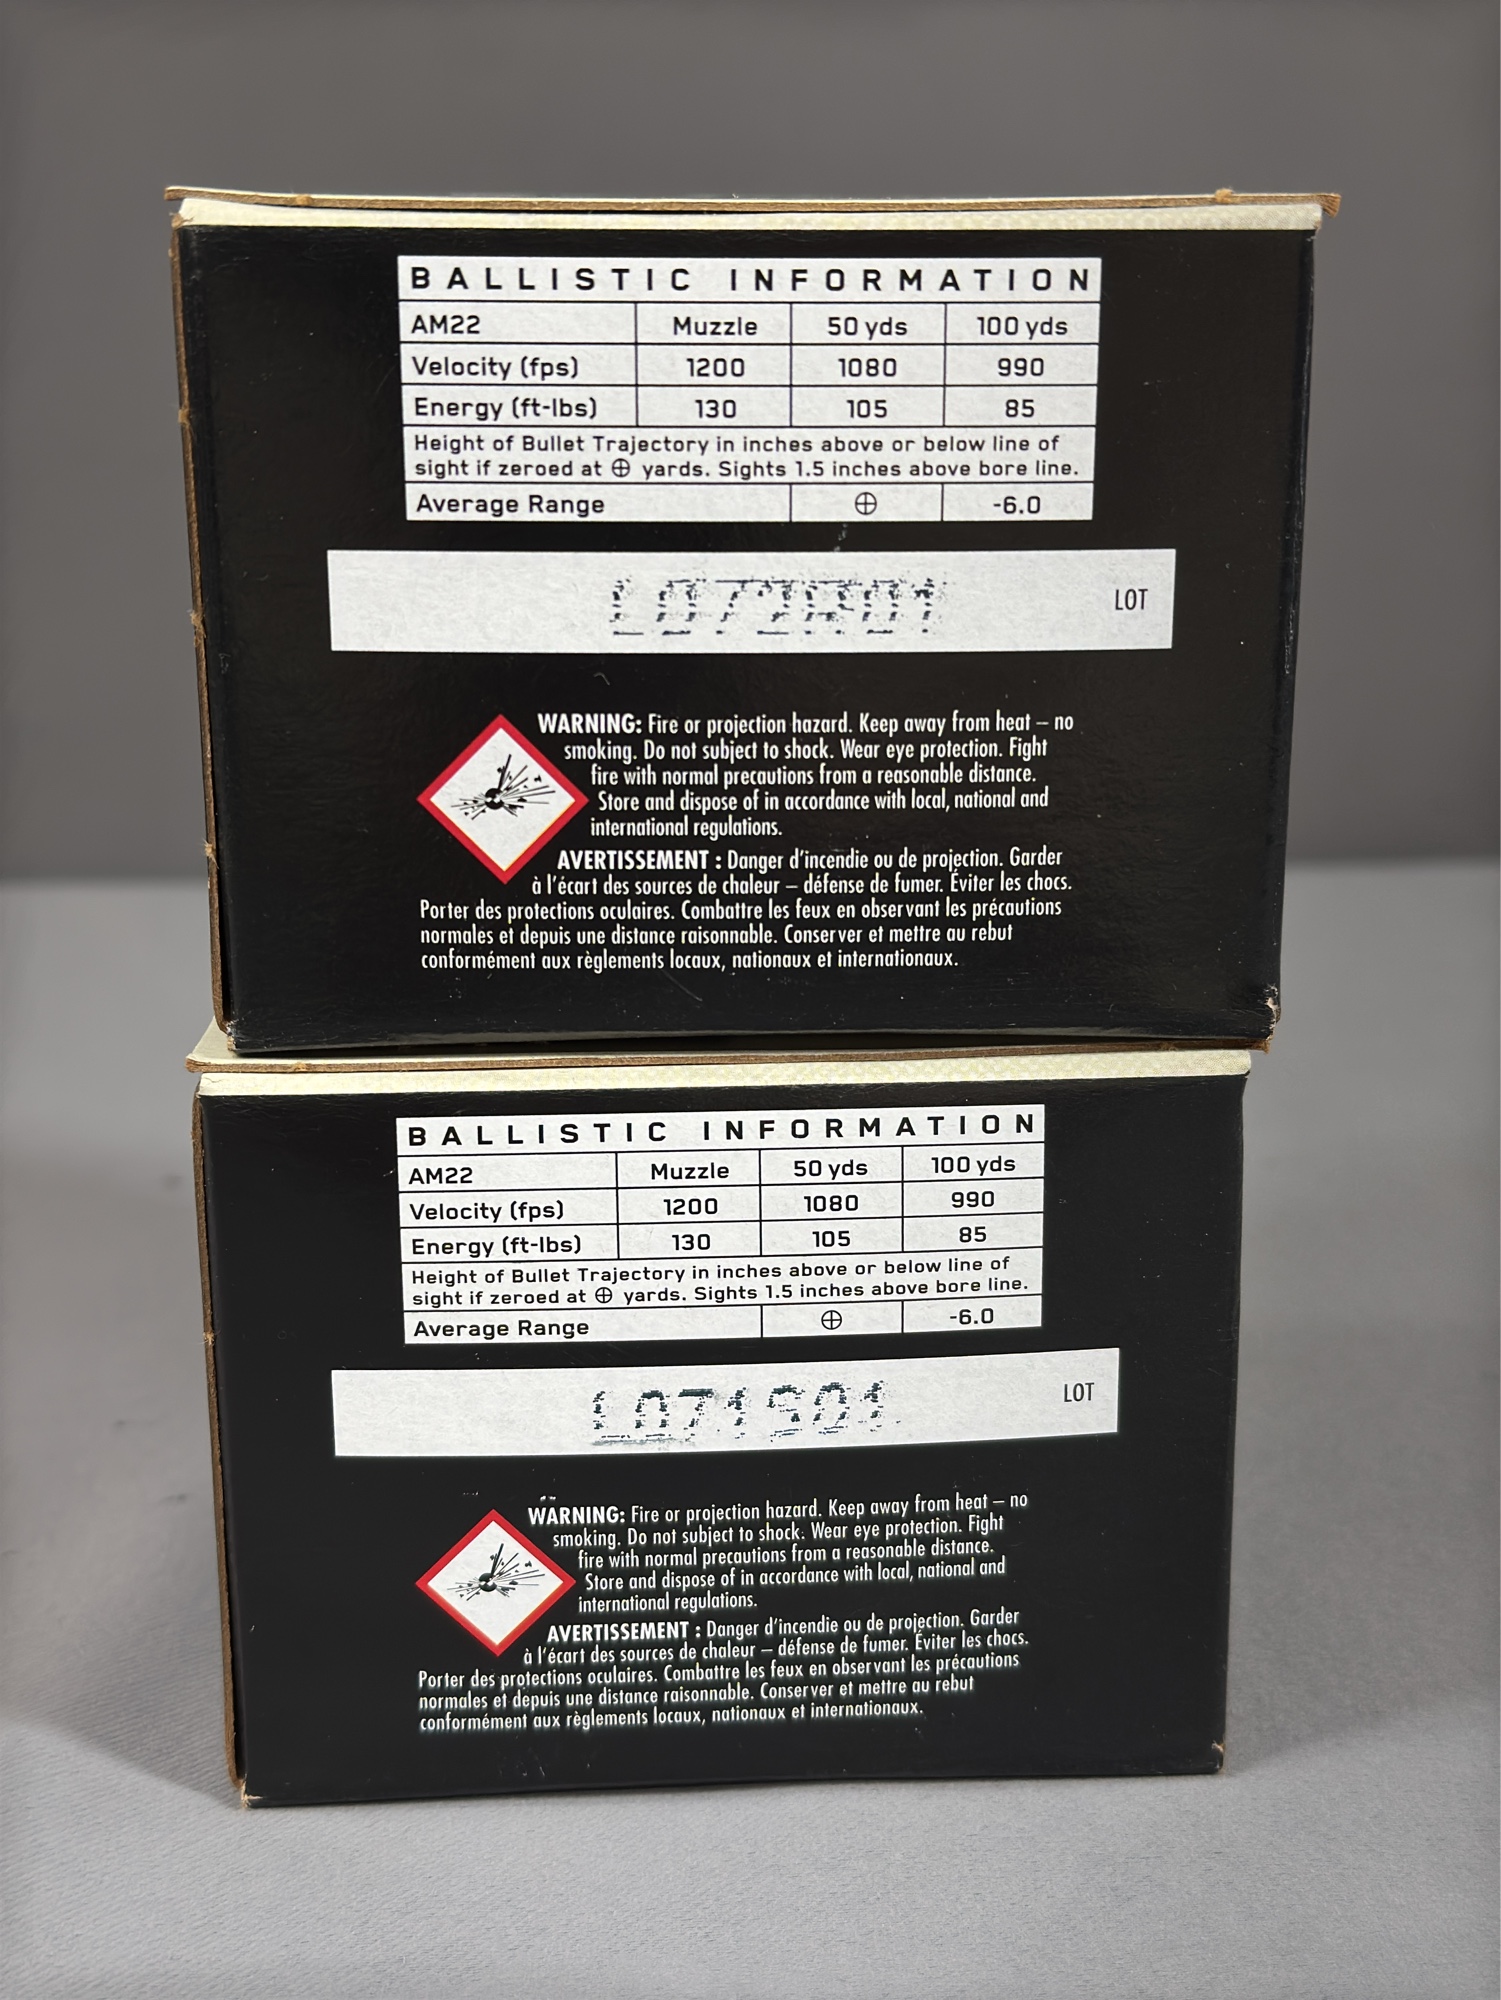 BALLISTIC INFORMATION
AM22 Muzzle 50 yds 100 yds
Velocity (fps) 1200 1080 990
Energy (ft-lbs) 130 105 85
Height of Bullet Trajectory in inches above or below line of
sight if zeroed at ⊕ yards. Sights 1.5 inches above bore line.
Average Range ⊕ -6.0
LOT
WARNING: Fire or projection hazard. Keep away from heat – no
smoking. Do not subject to shock. Wear eye protection. Fight
fire with normal precautions from a reasonable distance.
Store and dispose of in accordance with local, national and
international regulations.
AVERTISSEMENT : Danger d'incendie ou de projection. Garder
à l'écart des sources de chaleur – défense de fumer. Éviter les chocs.
Porter des protections oculaires. Combattre les feux en observant les précautions
normales et depuis une distance raisonnable. Conserver et mettre au rebut
conformément aux règlements locaux, nationaux et internationaux.
BALLISTIC INFORMATION
AM22 Muzzle 50 yds 100 yds
Velocity (fps) 1200 1080 990
Energy (ft-lbs) 130 105 85
Height of Bullet Trajectory in inches above or below line of
sight if zeroed at ⊕ yards. Sights 1.5 inches above bore line.
Average Range ⊕ -6.0
L071S01 LOT
WARNING: Fire or projection hazard. Keep away from heat – no
smoking. Do not subject to shock. Wear eye protection. Fight
fire with normal precautions from a reasonable distance.
Store and dispose of in accordance with local, national and
international regulations.
AVERTISSEMENT : Danger d'incendie ou de projection. Garder
à l'écart des sources de chaleur – défense de fumer. Éviter les chocs.
Porter des protections oculaires. Combattre les feux en observant les précautions
normales et depuis une distance raisonnable. Conserver et mettre au rebut
conformément aux règlements locaux, nationaux et internationaux.